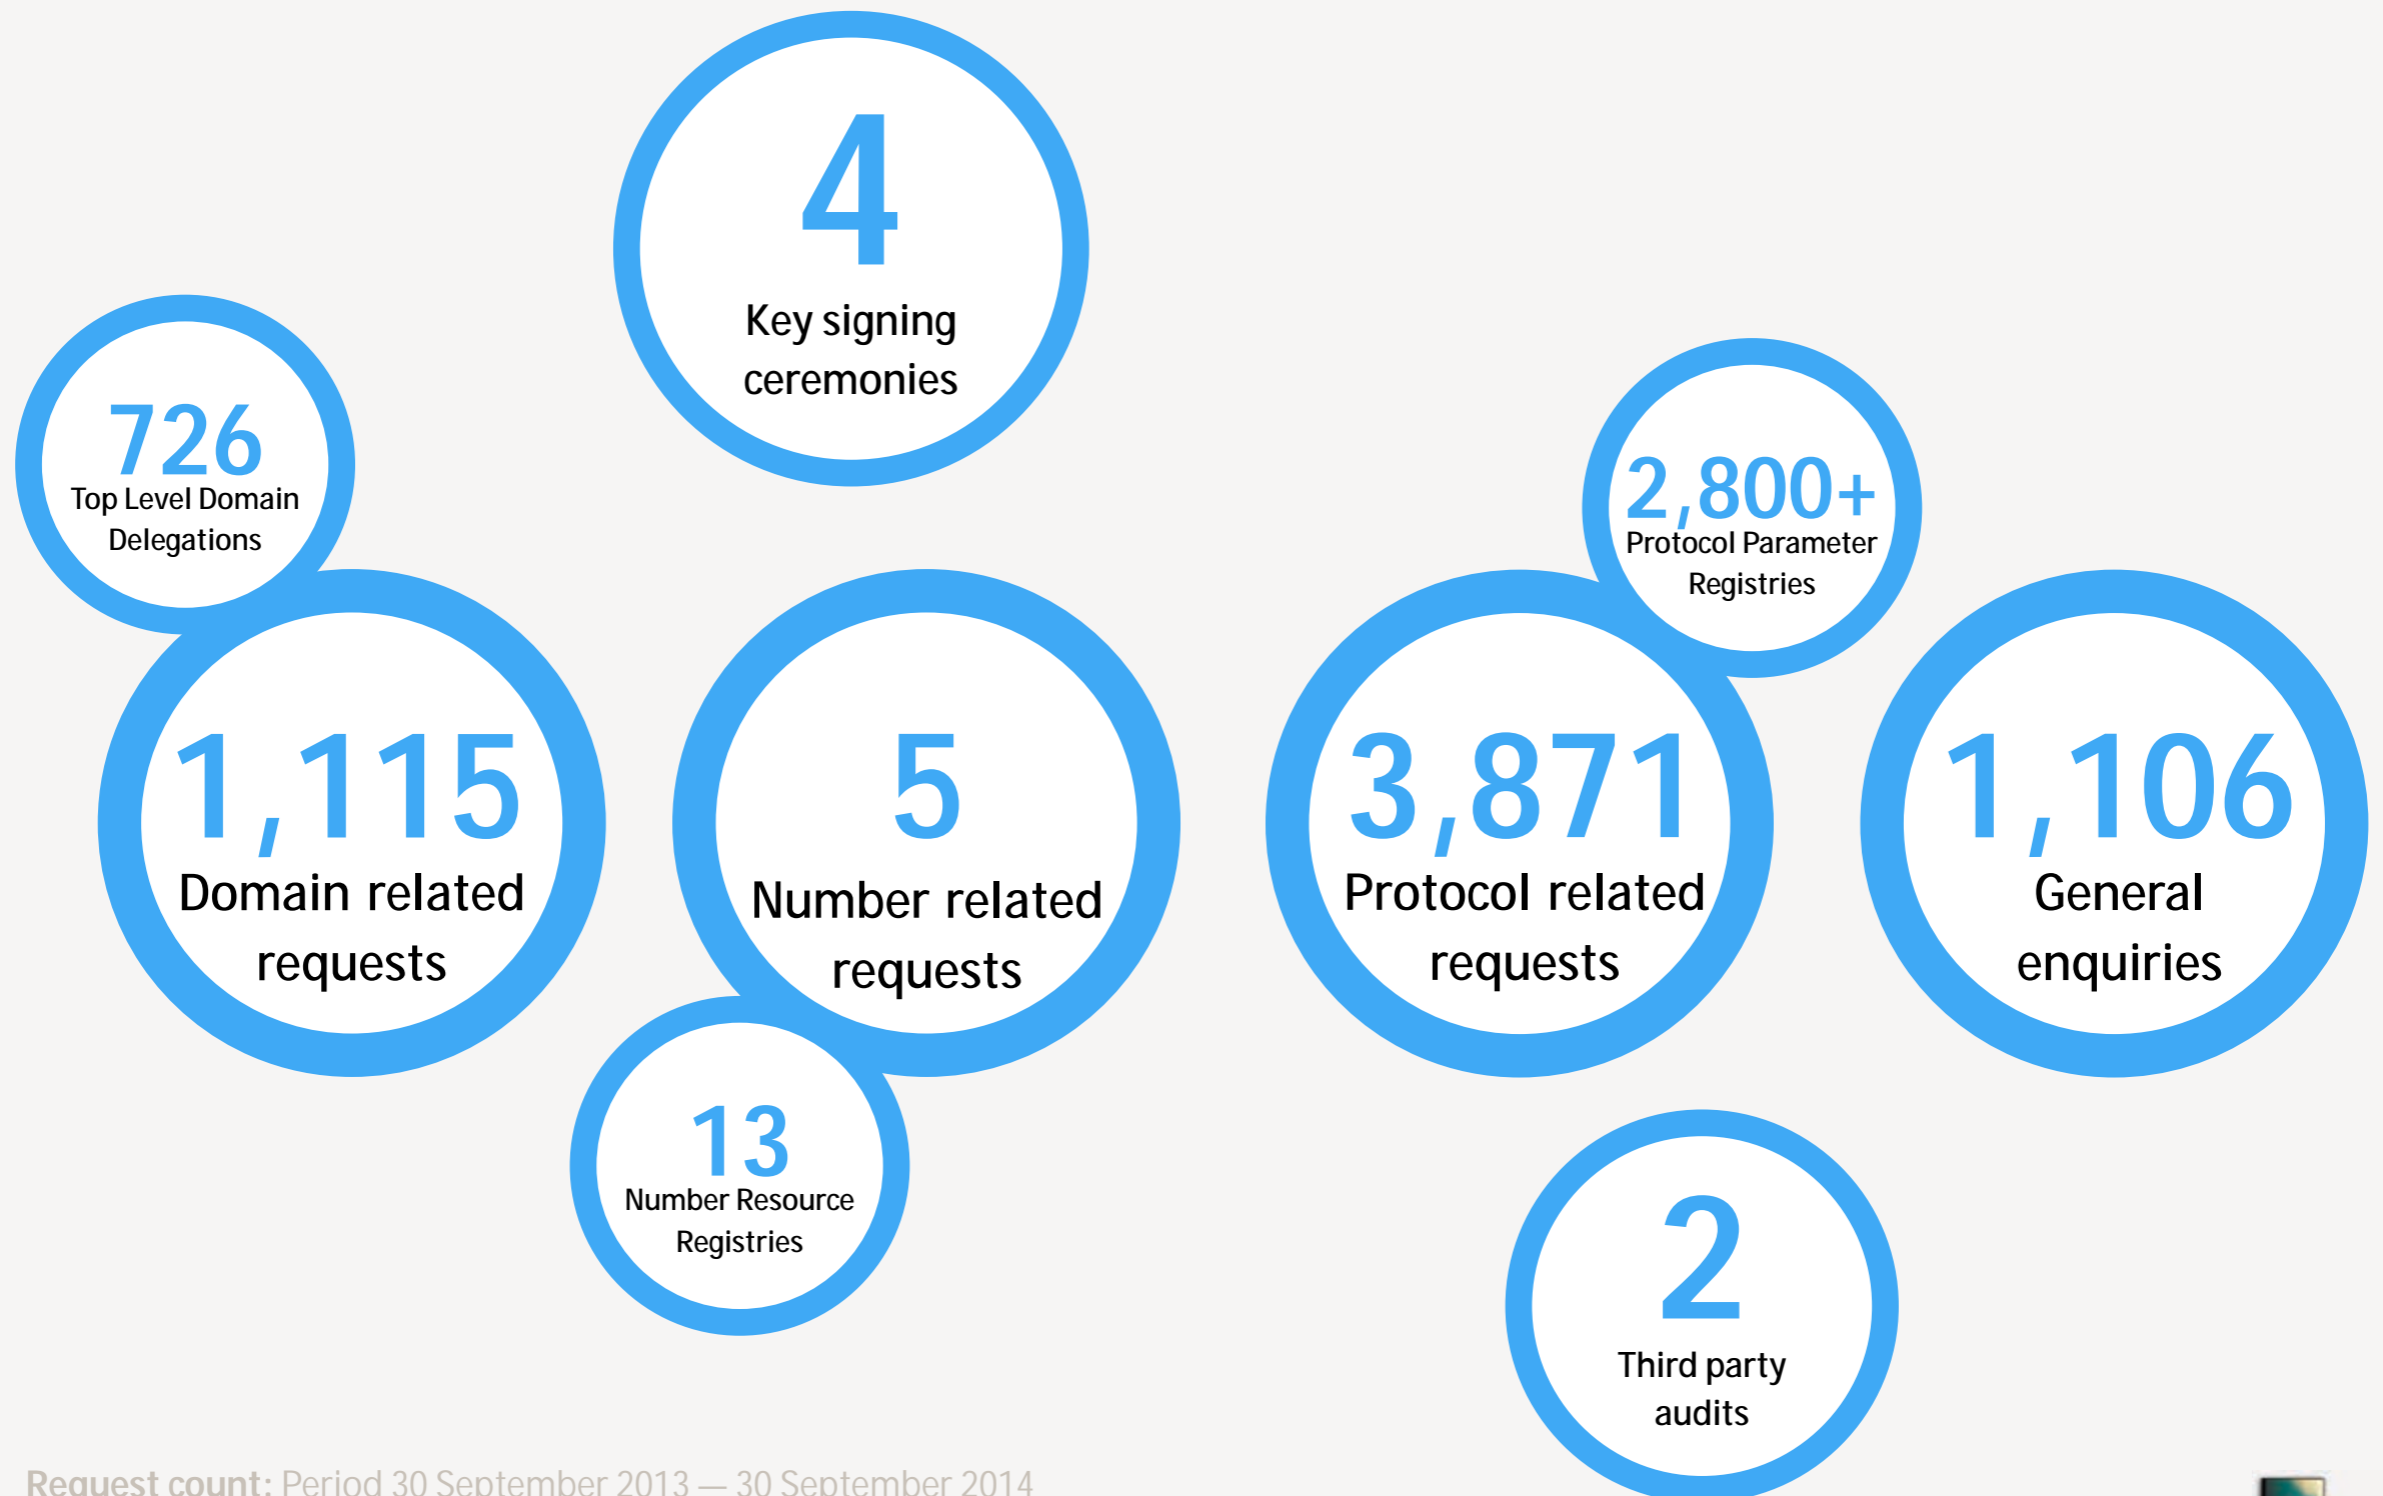 4
Key signing
ceremonies
726
Top Level Domain
Delegations
2,800+
Protocol Parameter
Registries
1,115
Domain related
requests
5
Number related
requests
3,871
Protocol related
requests
1,106
General
enquiries
13
Number Resource
Registries
2
Third party
audits
Request count: Period 30 September 2013 — 30 September 2014